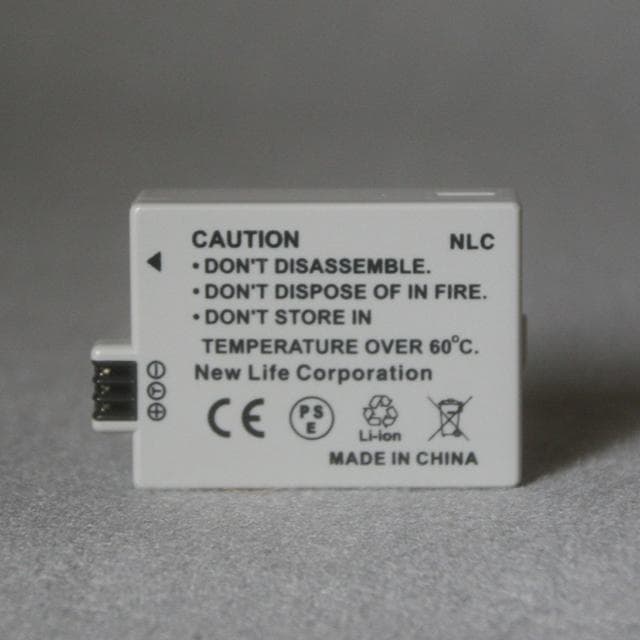 CAUTION NLC
•DON'T DISASSEMBLE.
•DON'T DISPOSE OF IN FIRE.
•DON'T STORE IN
TEMPERATURE OVER 60°C.
New Life Corporation
CE PSE Li-ion
MADE IN CHINA